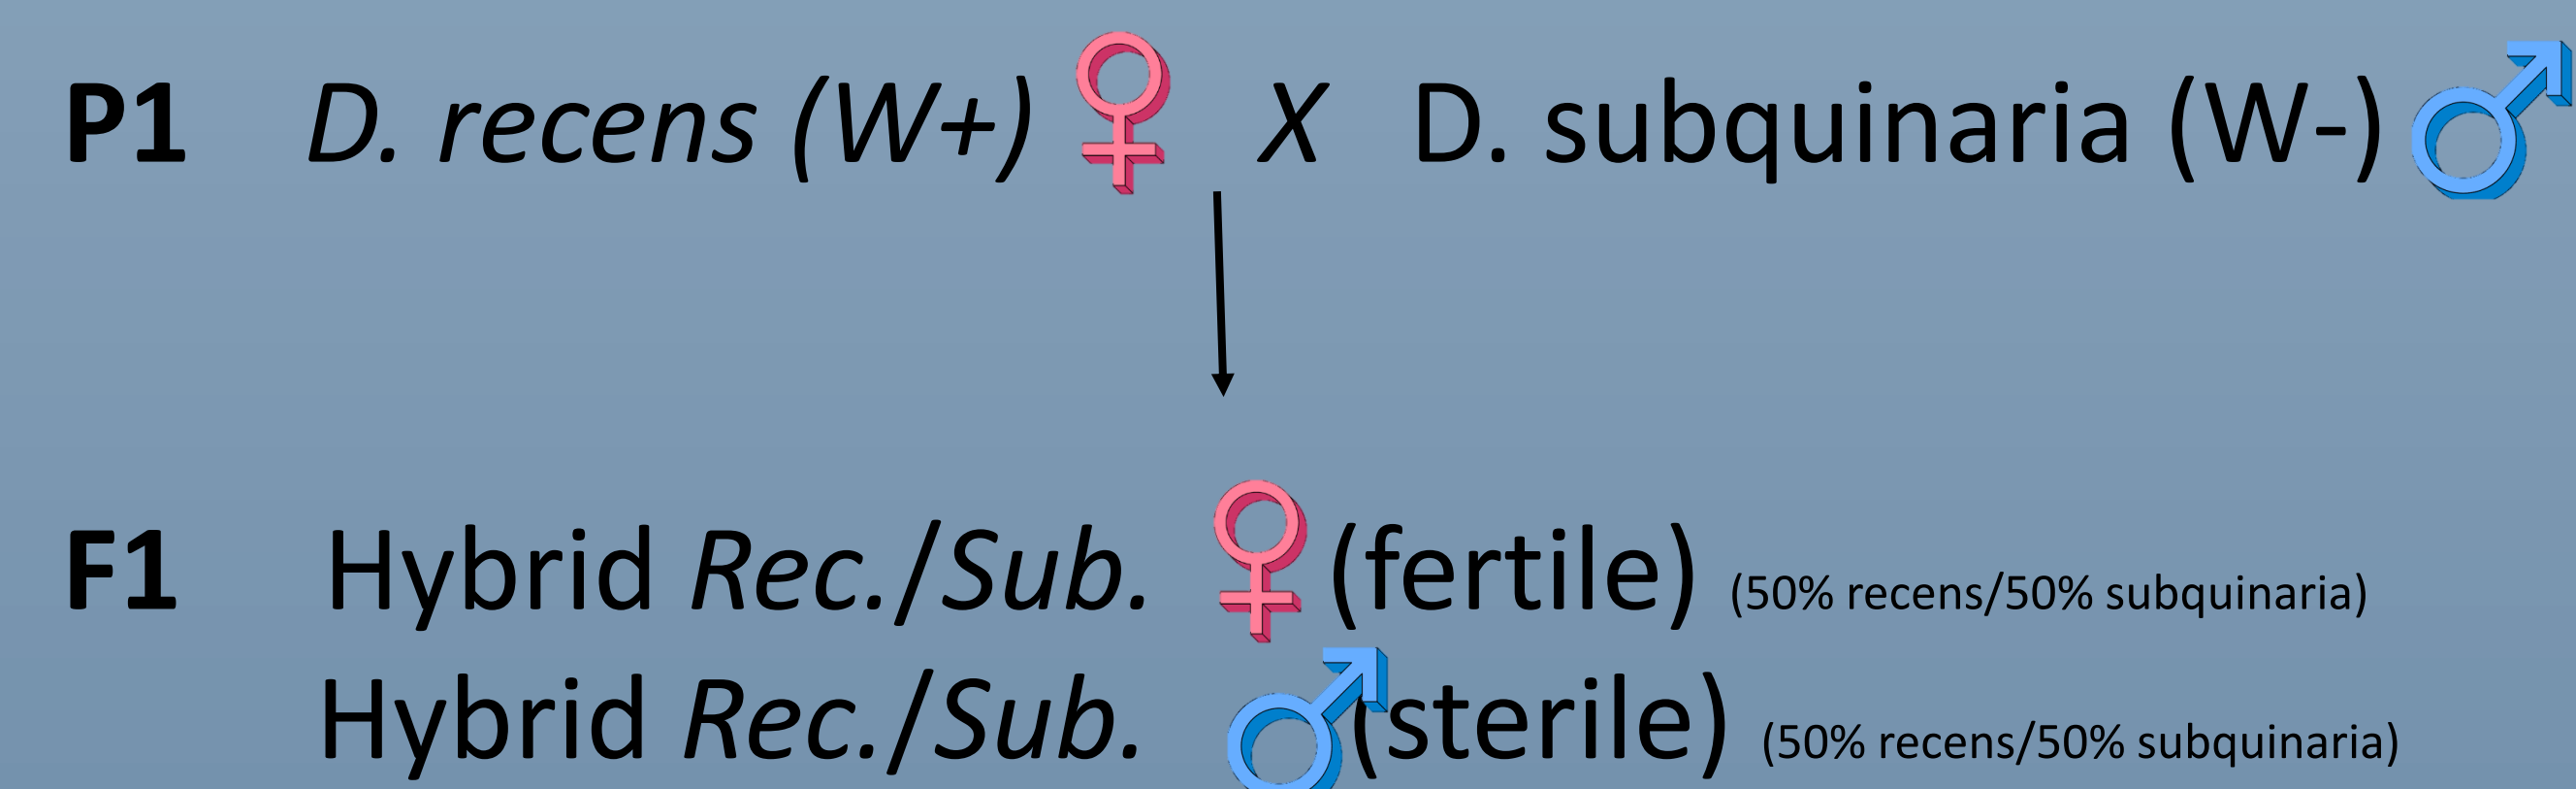 P1 D. recens (W+) ♀ X D. subquinaria (W-) ♂
F1 Hybrid Rec./Sub. ♀ (fertile) (50% recens/50% subquinaria)
Hybrid Rec./Sub. ♂ (sterile) (50% recens/50% subquinaria)